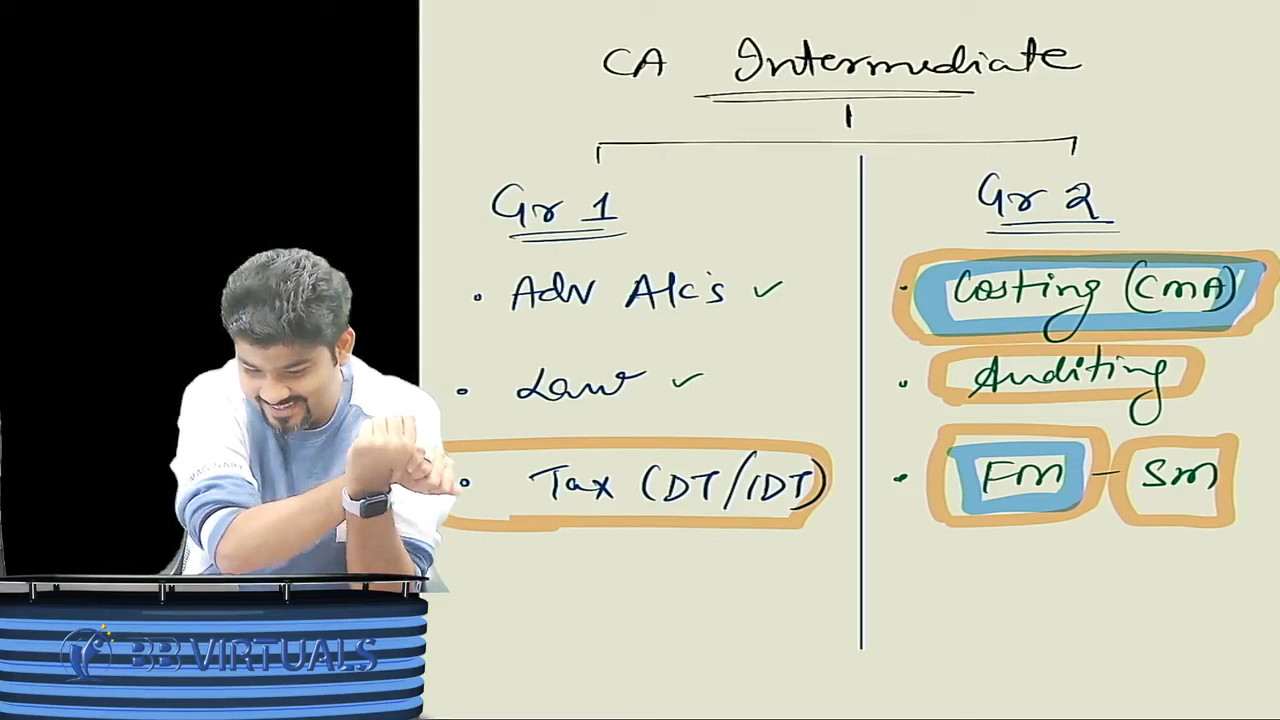 CA Intermediate
Gr 1
• Adv A/c's ✓
• Law ✓
• Tax (DT/IDT)
Gr 2
• Costing (CMA)
• Auditing
• FM - SM
BB VIRTUALS